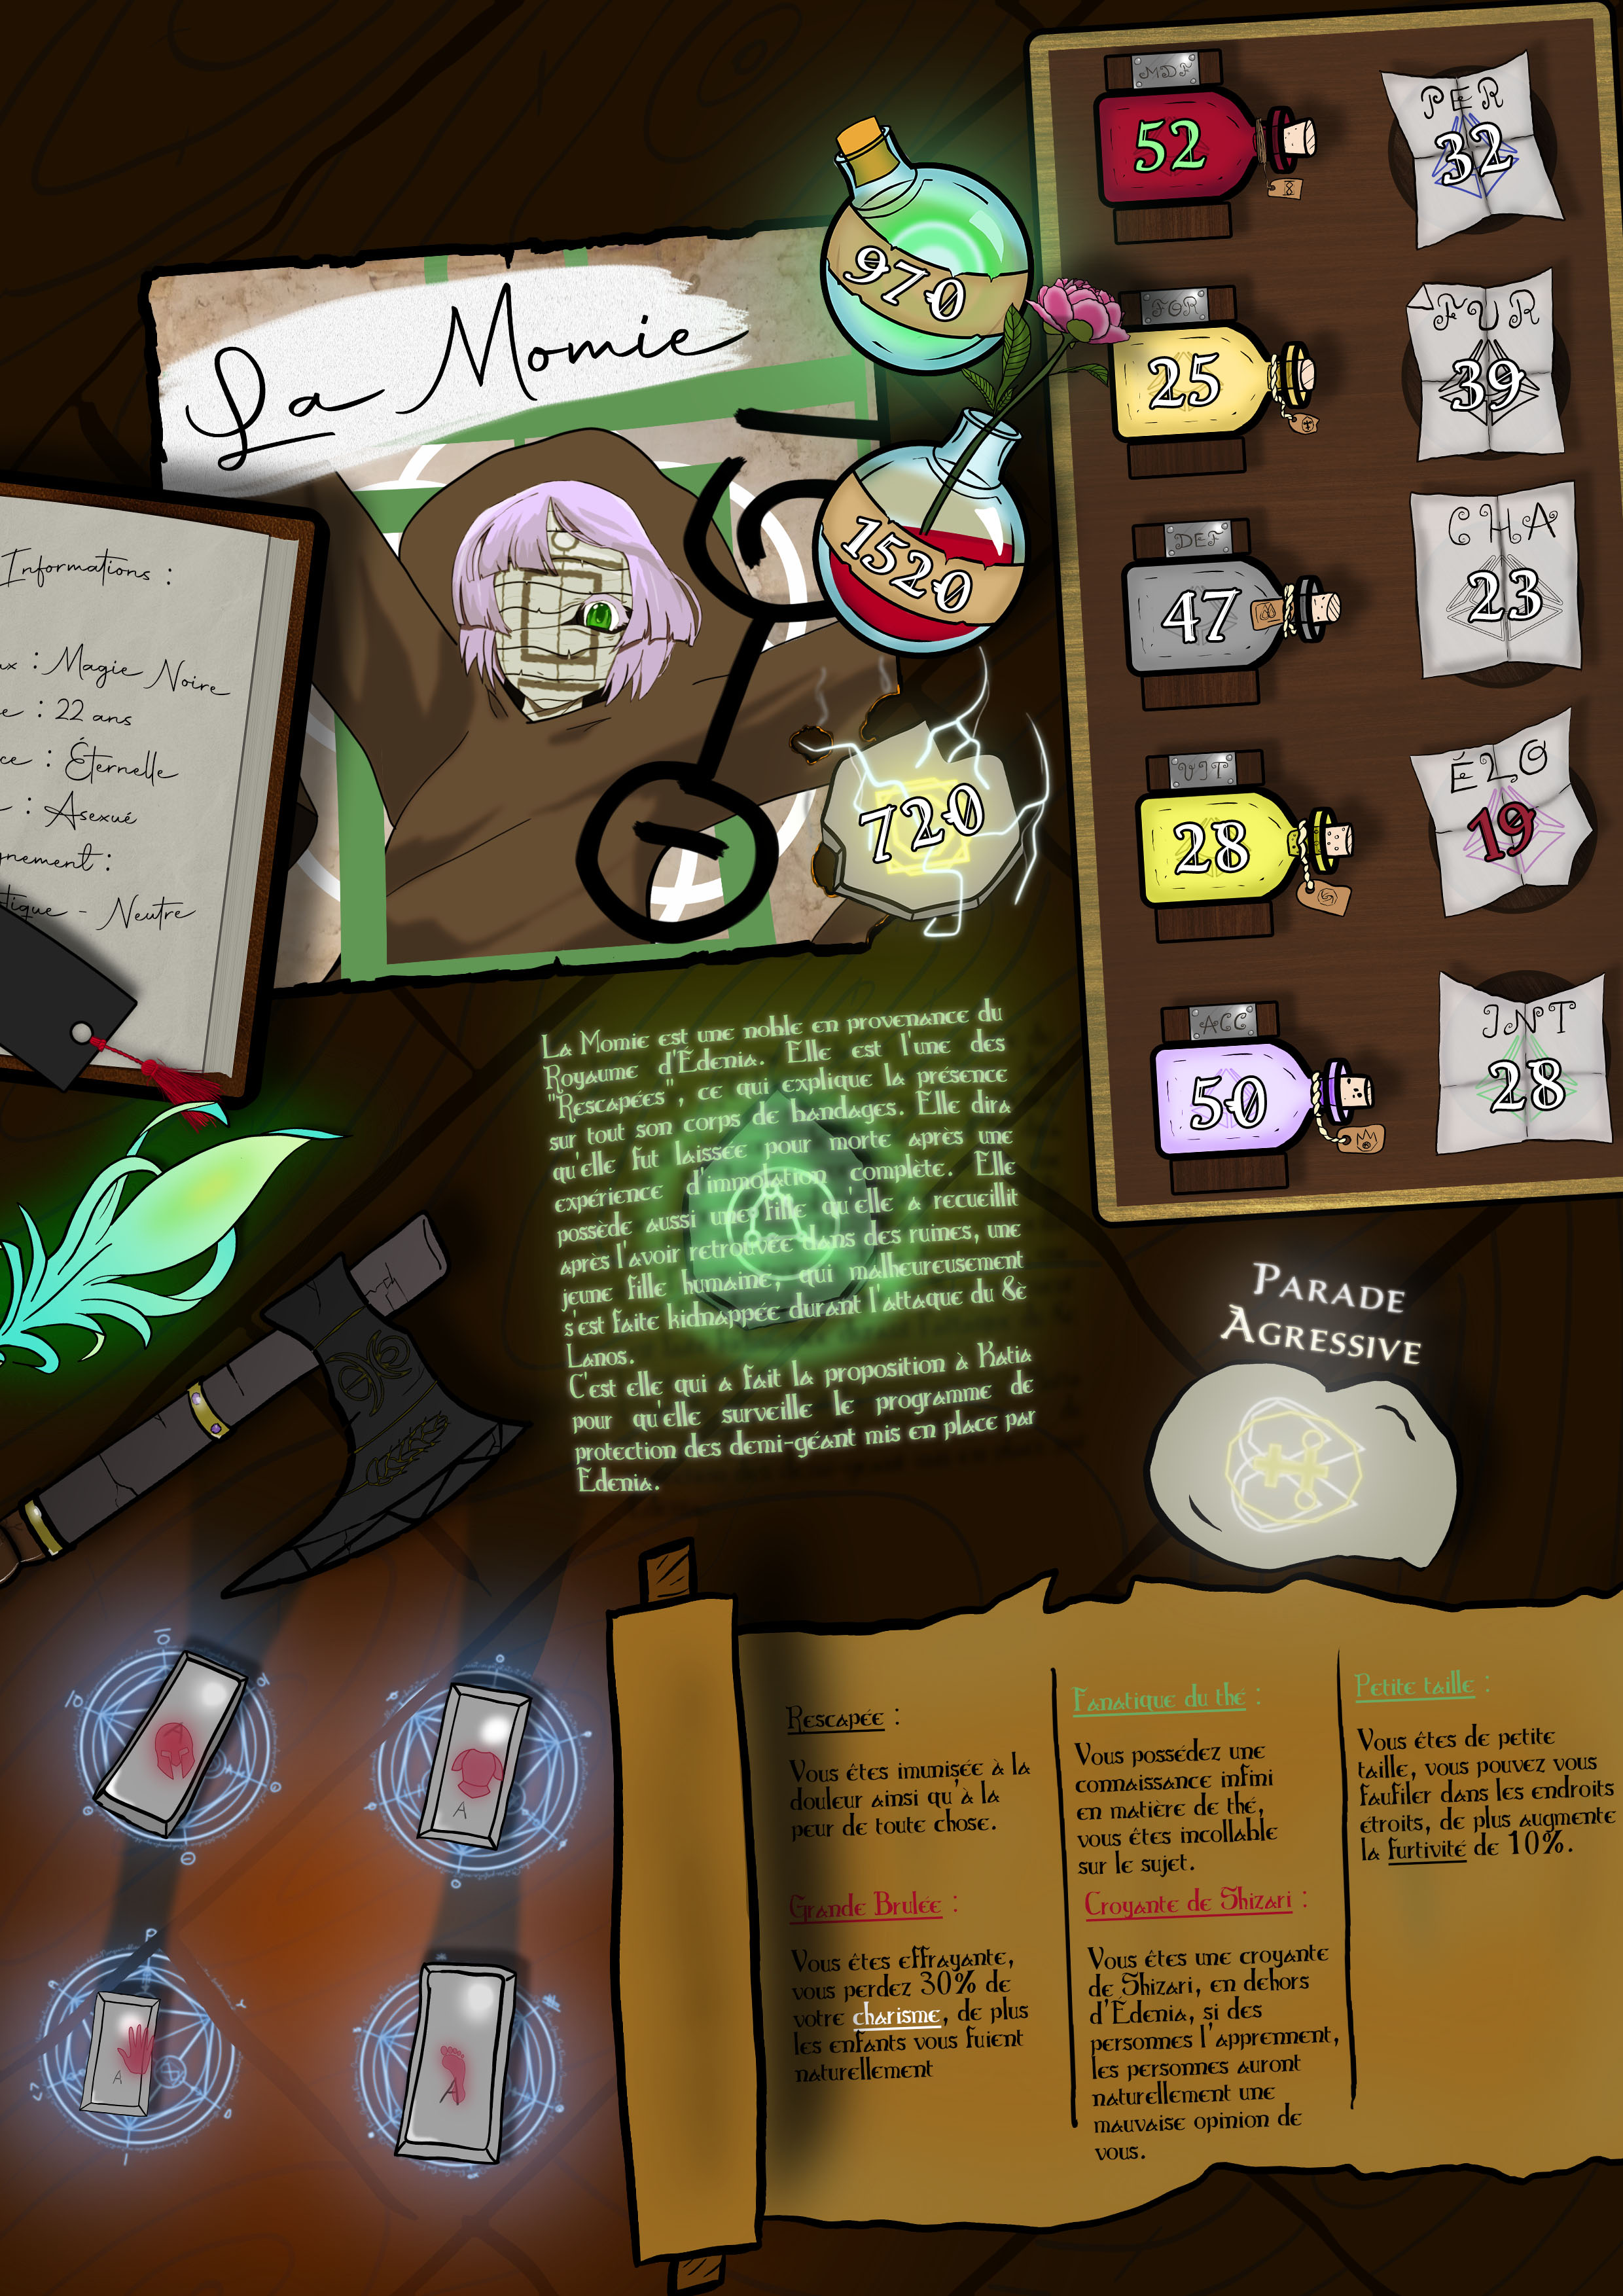 La Momie
970
1520
720
Informations :
ax : Magie Noire
e : 22 ans
ce : Éternelle
: Asexué
gnement :
tique - Neutre
MDF
52
FOR
25
DEF
47
VIT
28
ACC
50
PER
32
FUR
39
CHA
23
ÉLO
19
INT
28
La Momie est une noble en provenance du
Royaume d'Édenia. Elle est l'une des
"Rescapées", ce qui explique la présence
sur tout son corps de bandages. Elle dira
qu'elle fut laissée pour morte après une
expérience d'immolation complète. Elle
possède aussi une fille qu'elle a recueillit
après l'avoir retrouvée dans des ruines, une
jeune fille humaine, qui malheureusement
s'est faite kidnappée durant l'attaque du 8è
Lanos.
C'est elle qui a fait la proposition à Katia
pour qu'elle surveille le programme de
protection des demi-géant mis en place par
Edenia.
PARADE
AGRESSIVE
A
A
A
Rescapée :
Vous êtes imunisée à la
douleur ainsi qu'à la
peur de toute chose.
Grande Brulée :
Vous êtes effrayante,
vous perdez 30% de
votre charisme, de plus
les enfants vous fuient
naturellement
Fanatique du thé :
Vous possédez une
connaissance infini
en matière de thé,
vous êtes incollable
sur le sujet.
Croyante de Shizari :
Vous êtes une croyante
de Shizari, en dehors
d'Édenia, si des
personnes l'apprennent,
les personnes auront
naturellement une
mauvaise opinion de
vous.
Petite taille :
Vous êtes de petite
taille, vous pouvez vous
faufiler dans les endroits
étroits, de plus augmente
la furtivité de 10%.